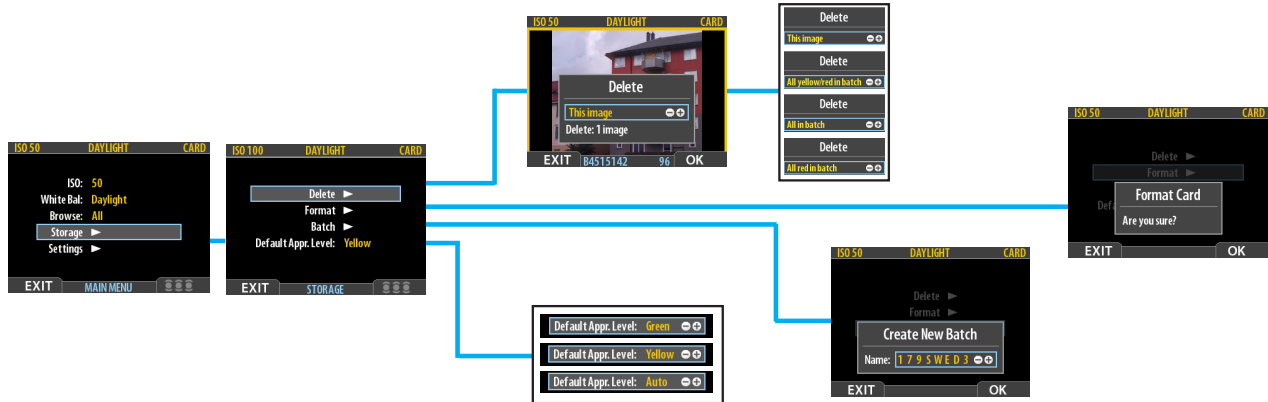 ISO 50 DAYLIGHT CARD
ISO: 50
White Bal: Daylight
Browse: All
Storage ►
Settings ►
EXIT MAIN MENU
ISO 100 DAYLIGHT CARD
Delete ►
Format ►
Batch ►
Default Appr. Level: Yellow
EXIT STORAGE
ISO 50 DAYLIGHT CARD
Delete
This image
Delete: 1 image
EXIT B4515142 96 OK
Delete
This image
Delete
All yellow/red in batch
Delete
All in batch
Delete
All red in batch
ISO 50 DAYLIGHT CARD
Delete ►
Format ►
Defa
Format Card
Are you sure?
EXIT OK
ISO 50 DAYLIGHT CARD
Delete ►
Format ►
Create New Batch
Name: 1 7 9 S W E D 3
EXIT OK
Default Appr. Level: Green
Default Appr. Level: Yellow
Default Appr. Level: Auto